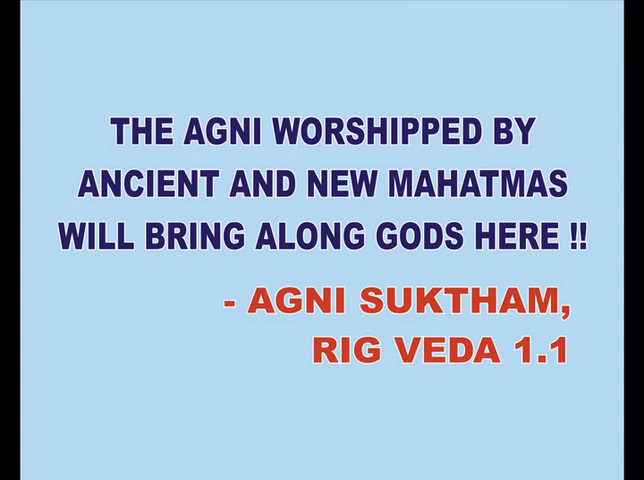 THE AGNI WORSHIPPED BY
ANCIENT AND NEW MAHATMAS
WILL BRING ALONG GODS HERE !!
- AGNI SUKTHAM,
RIG VEDA 1.1